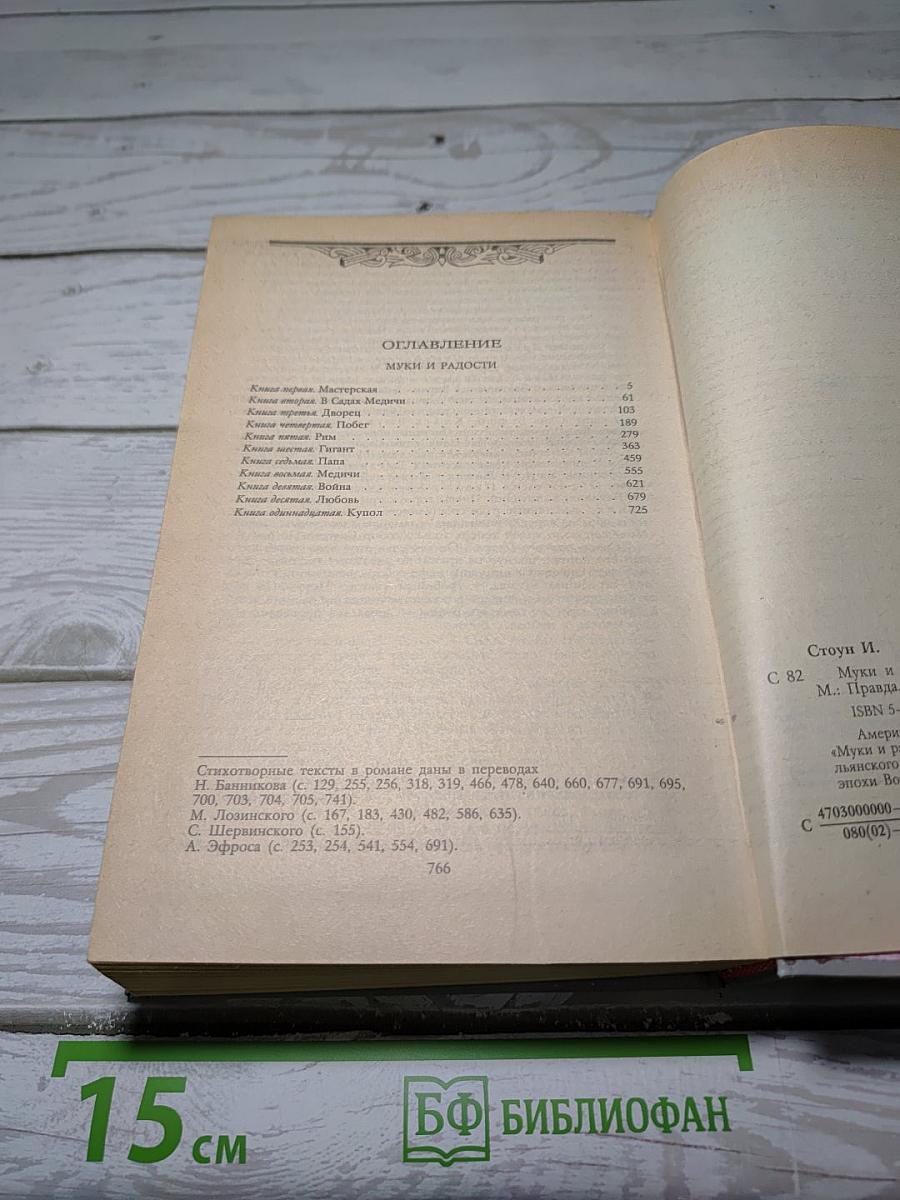 ОГЛАВЛЕНИЕ
МУКИ И РАДОСТИ
Книга первая. Мастерская . . . . . . . . . . . . . . . . 5
Книга вторая. В Садах Медичи . . . . . . . . . . . . . . 61
Книга третья. Дворец . . . . . . . . . . . . . . . . . . 103
Книга четвертая. Побег . . . . . . . . . . . . . . . . . 189
Книга пятая. Рим . . . . . . . . . . . . . . . . . . . . 279
Книга шестая. Гигант . . . . . . . . . . . . . . . . . . 363
Книга седьмая. Папа . . . . . . . . . . . . . . . . . . 459
Книга восьмая. Медичи . . . . . . . . . . . . . . . . . 555
Книга девятая. Война . . . . . . . . . . . . . . . . . . 621
Книга десятая. Любовь . . . . . . . . . . . . . . . . . 679
Книга одиннадцатая. Купол . . . . . . . . . . . . . . . 725
Стихотворные тексты в романе даны в переводах
Н. Банникова (с. 129, 255, 256, 318, 319, 466, 478, 640, 660, 677, 691, 695,
700, 703, 704, 705, 741).
М. Лозинского (с. 167, 183, 430, 482, 586, 635).
С. Шервинского (с. 155).
А. Эфроса (с. 253, 254, 541, 554, 691).
766
Стоун И.
С 82 Муки и
М.: Правда,
ISBN 5-
Амери
«Муки и р
льянского
эпохи Во
С 4703000000—
080(02)—
15 см
БФ БИБЛИОФАН